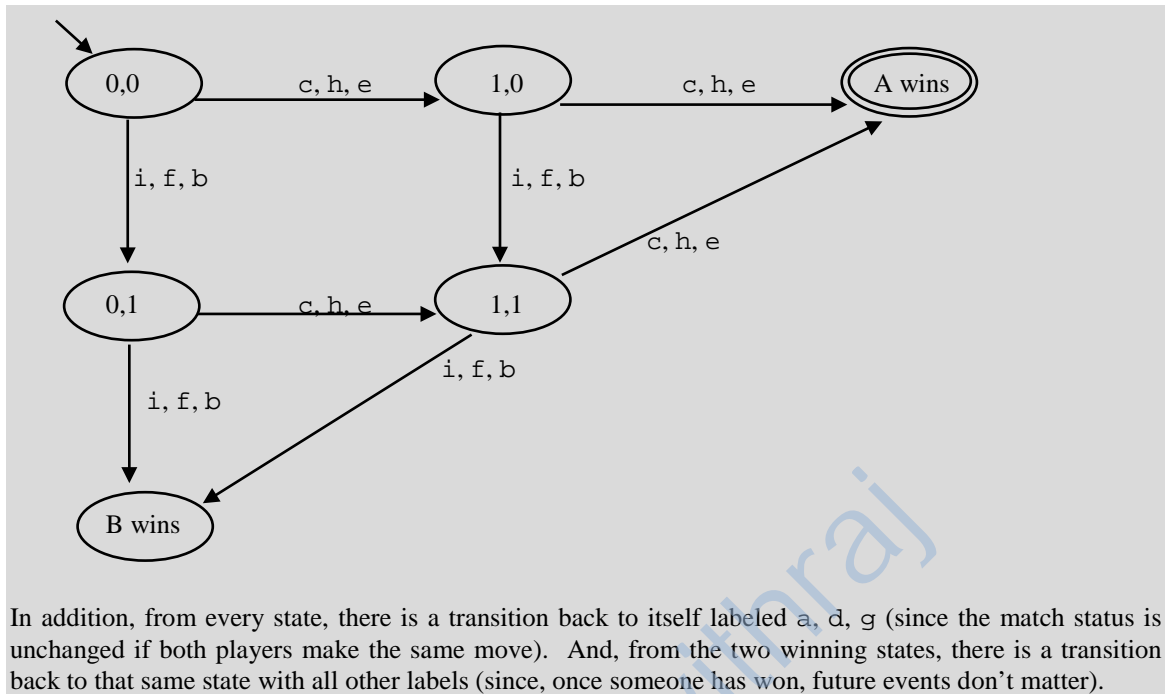 0,0
c, h, e
1,0
c, h, e
A wins
i, f, b
i, f, b
c, h, e
0,1
c, h, e
1,1
i, f, b
i, f, b
B wins
In addition, from every state, there is a transition back to itself labeled a, d, g (since the match status is
unchanged if both players make the same move). And, from the two winning states, there is a transition
back to that same state with all other labels (since, once someone has won, future events don't matter).